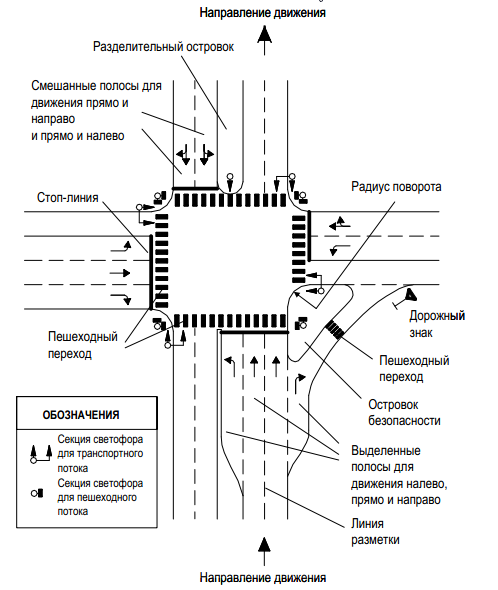 Направление движения
Разделительный островок
Смешанные полосы для
движения прямо и
направо
и прямо и налево
Радиус поворота
Стоп-линия
Дорожный
знак
Пешеходный
переход
Пешеходный
переход
Островок
безопасности
ОБОЗНАЧЕНИЯ
Секция светофора
для транспортного
потока
Секция светофора
для пешеходного
потока
Выделенные
полосы для
движения налево,
прямо и направо
Линия
разметки
Направление движения